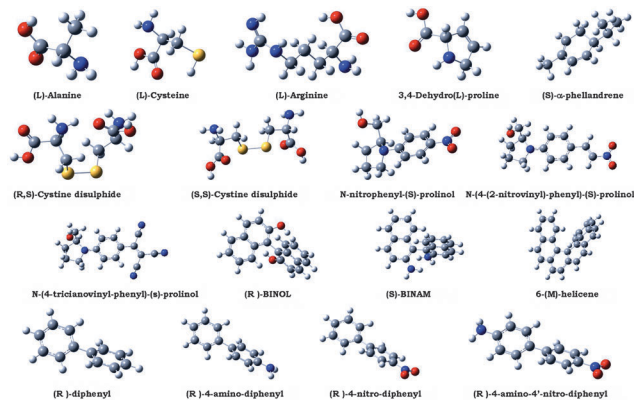 (L)-Alanine
(L)-Cysteine
(L)-Arginine
3,4-Dehydro(L)-proline
(S)-α-phellandrene
(R,S)-Cystine disulphide
(S,S)-Cystine disulphide
N-nitrophenyl-(S)-prolinol
N-(4-(2-nitrovinyl)-phenyl)-(S)-prolinol
N-(4-tricianovinyl-phenyl)-(s)-prolinol
(R )-BINOL
(S)-BINAM
6-(M)-helicene
(R )-diphenyl
(R )-4-amino-diphenyl
(R )-4-nitro-diphenyl
(R )-4-amino-4'-nitro-diphenyl